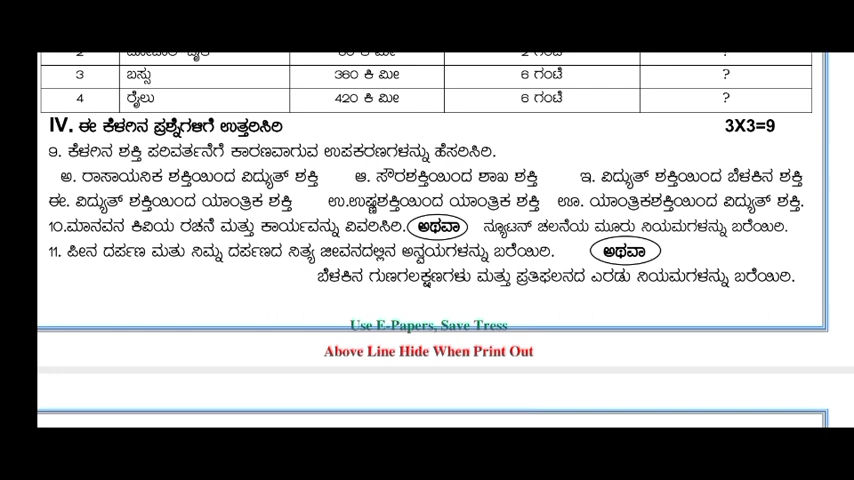 3 ಬಸ್ಸು 360 ಕಿ ಮೀ 6 ಗಂಟೆ ?
4 ರೈಲು 420 ಕಿ ಮೀ 6 ಗಂಟೆ ?
IV. ಈ ಕೆಳಗಿನ ಪ್ರಶ್ನೆಗಳಿಗೆ ಉತ್ತರಿಸಿರಿ 3X3=9
9. ಕೆಳಗಿನ ಶಕ್ತಿ ಪರಿವರ್ತನೆಗೆ ಕಾರಣವಾಗುವ ಉಪಕರಣಗಳನ್ನು ಹೆಸರಿಸಿರಿ.
ಅ. ರಾಸಾಯನಿಕ ಶಕ್ತಿಯಿಂದ ವಿದ್ಯುತ್ ಶಕ್ತಿ ಆ. ಸೌರಶಕ್ತಿಯಿಂದ ಶಾಖ ಶಕ್ತಿ ಇ. ವಿದ್ಯುತ್ ಶಕ್ತಿಯಿಂದ ಬೆಳಕಿನ ಶಕ್ತಿ
ಈ. ವಿದ್ಯುತ್ ಶಕ್ತಿಯಿಂದ ಯಾಂತ್ರಿಕ ಶಕ್ತಿ ಉ.ಉಷ್ಣಶಕ್ತಿಯಿಂದ ಯಾಂತ್ರಿಕ ಶಕ್ತಿ ಊ. ಯಾಂತ್ರಿಕಶಕ್ತಿಯಿಂದ ವಿದ್ಯುತ್ ಶಕ್ತಿ.
10.ಮಾನವನ ಕಿವಿಯ ರಚನೆ ಮತ್ತು ಕಾರ್ಯವನ್ನು ವಿವರಿಸಿರಿ. ಅಥವಾ ನ್ಯೂಟನ್ ಚಲನೆಯ ಮೂರು ನಿಯಮಗಳನ್ನು ಬರೆಯಿರಿ.
11. ಪೀನ ದರ್ಪಣ ಮತು ನಿಮ್ನ ದರ್ಪಣದ ನಿತ್ಯ ಜೀವನದಲ್ಲಿನ ಅನ್ವಯಗಳನ್ನು ಬರೆಯಿರಿ. ಅಥವಾ
ಬೆಳಕಿನ ಗುಣಗಲಕ್ಷಣಗಳು ಮತ್ತು ಪ್ರತಿಫಲನದ ಎರಡು ನಿಯಮಗಳನ್ನು ಬರೆಯಿರಿ.
Use E-Papers, Save Tress
Above Line Hide When Print Out